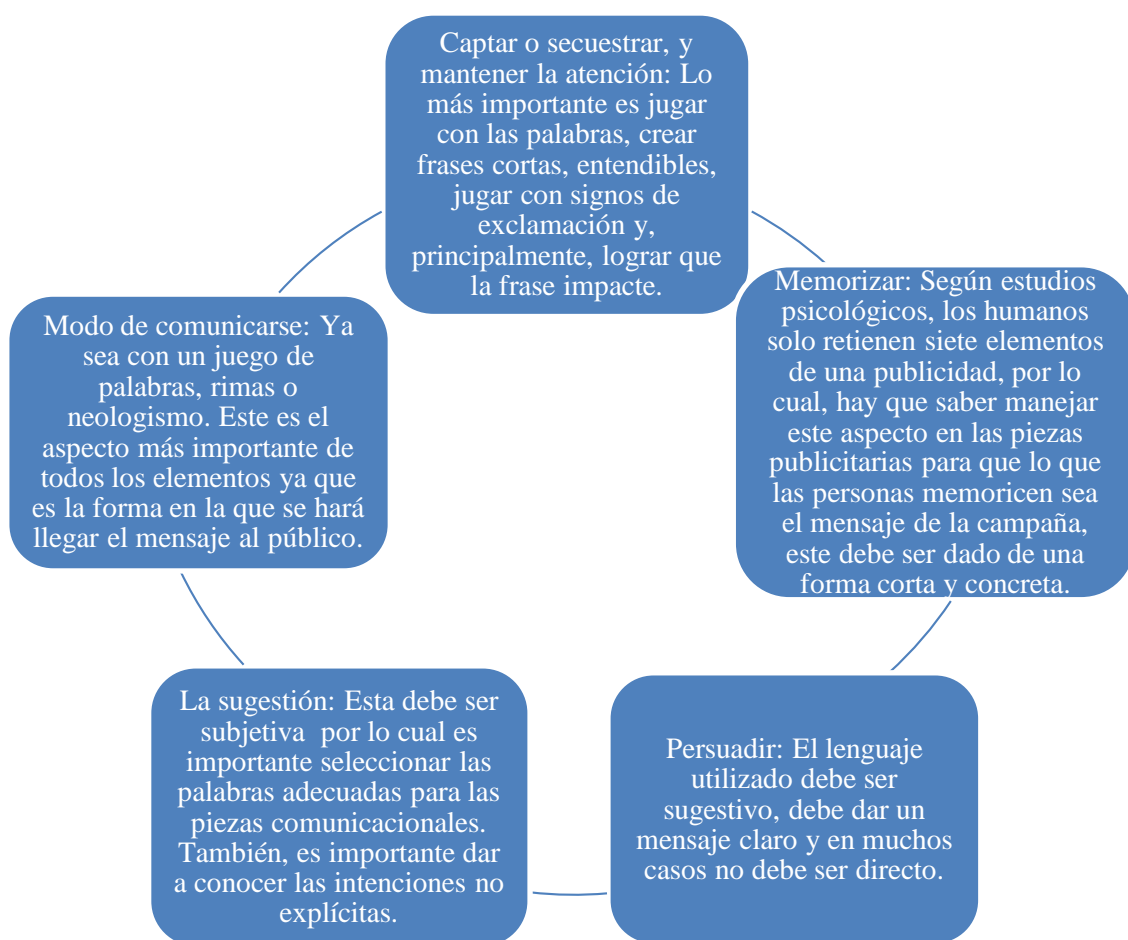 Captar o secuestrar, y
mantener la atención: Lo
más importante es jugar
con las palabras, crear
frases cortas, entendibles,
jugar con signos de
exclamación y,
principalmente, lograr que
la frase impacte.
Memorizar: Según estudios
psicológicos, los humanos
solo retienen siete elementos
de una publicidad, por lo
cual, hay que saber manejar
este aspecto en las piezas
publicitarias para que lo que
las personas memoricen sea
el mensaje de la campaña,
este debe ser dado de una
forma corta y concreta.
Persuadir: El lenguaje
utilizado debe ser
sugestivo, debe dar un
mensaje claro y en muchos
casos no debe ser directo.
La sugestión: Esta debe ser
subjetiva  por lo cual es
importante seleccionar las
palabras adecuadas para las
piezas comunicacionales.
También, es importante dar
a conocer las intenciones no
explícitas.
Modo de comunicarse: Ya
sea con un juego de
palabras, rimas o
neologismo. Este es el
aspecto más importante de
todos los elementos ya que
es la forma en la que se hará
llegar el mensaje al público.